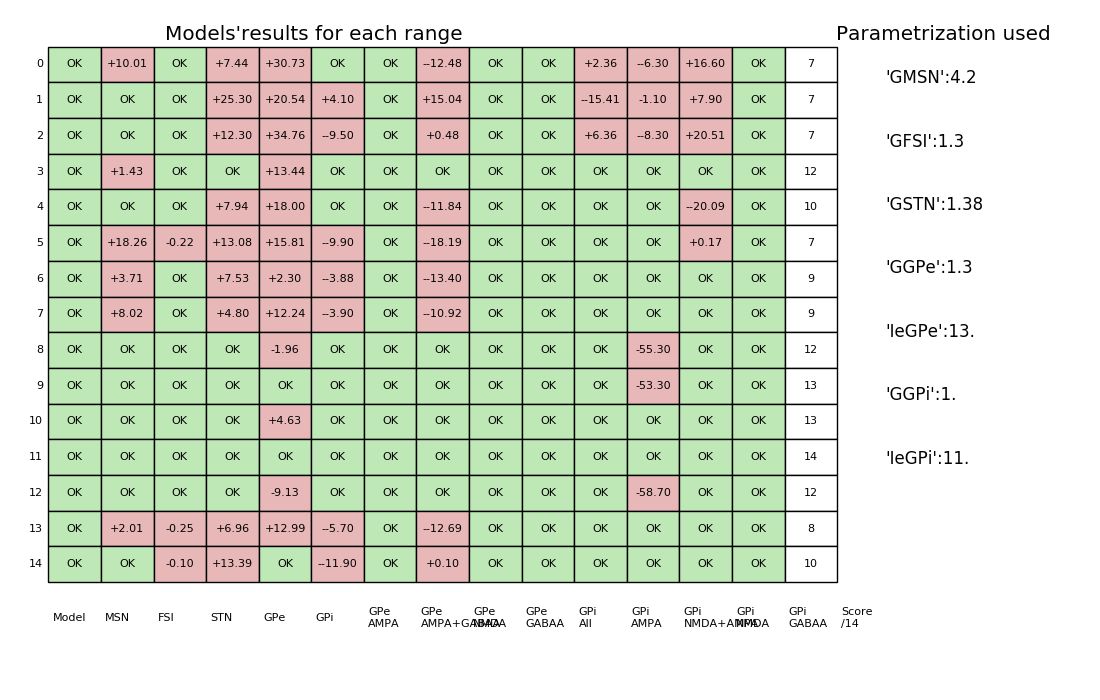 Models'results for each range
Parametrization used
0 OK +10.01 OK +7.44 +30.73 OK OK --12.48 OK OK +2.36 --6.30 +16.60 OK 7
1 OK OK OK +25.30 +20.54 +4.10 OK +15.04 OK OK --15.41 -1.10 +7.90 OK 7
2 OK OK OK +12.30 +34.76 --9.50 OK +0.48 OK OK +6.36 --8.30 +20.51 OK 7
3 OK +1.43 OK OK +13.44 OK OK OK OK OK OK OK OK OK 12
4 OK OK OK +7.94 +18.00 OK OK --11.84 OK OK OK OK --20.09 OK 10
5 OK +18.26 -0.22 +13.08 +15.81 --9.90 OK --18.19 OK OK OK OK +0.17 OK 7
6 OK +3.71 OK +7.53 +2.30 --3.88 OK --13.40 OK OK OK OK OK OK 9
7 OK +8.02 OK +4.80 +12.24 --3.90 OK --10.92 OK OK OK OK OK OK 9
8 OK OK OK OK -1.96 OK OK OK OK OK OK -55.30 OK OK 12
9 OK OK OK OK OK OK OK OK OK OK OK -53.30 OK OK 13
10 OK OK OK OK +4.63 OK OK OK OK OK OK OK OK OK 13
11 OK OK OK OK OK OK OK OK OK OK OK OK OK OK 14
12 OK OK OK OK -9.13 OK OK OK OK OK OK -58.70 OK OK 12
13 OK +2.01 -0.25 +6.96 +12.99 --5.70 OK --12.69 OK OK OK OK OK OK 8
14 OK OK -0.10 +13.39 OK --11.90 OK +0.10 OK OK OK OK OK OK 10
Model MSN FSI STN GPe GPi GPe GPe GPe GPe GPi GPi GPi GPi GPi Score
AMPA AMPA+GABAA NMDA GABAA All AMPA NMDA+AMPA NMDA GABAA /14
'GMSN':4.2
'GFSI':1.3
'GSTN':1.38
'GGPe':1.3
'IeGPe':13.
'GGPi':1.
'IeGPi':11.